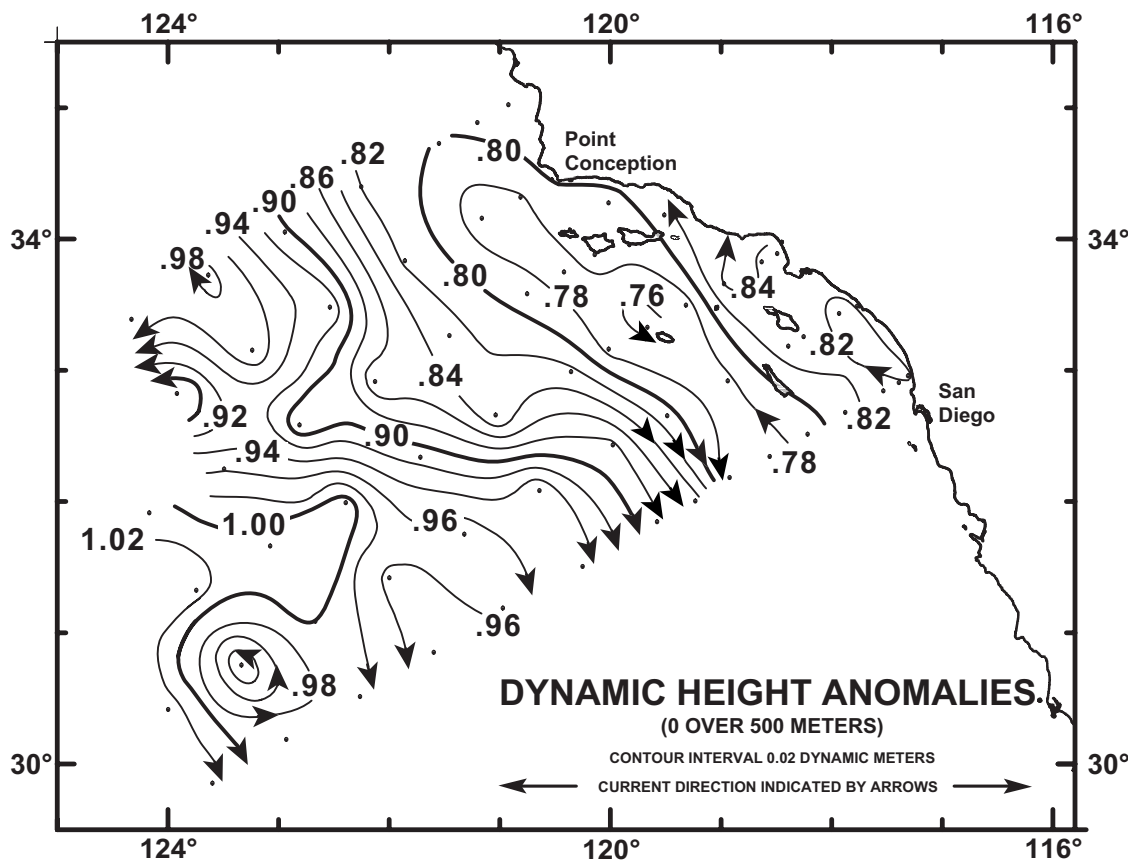 124° 120° 116°
Point
Conception
.80
.82
.86
.90
.94
34° 34°
.98
.80
.78 .76 .84
.82
.84
San
Diego
.92 .82
.90
.94
.78
.96
1.00
1.02
.96
.98
DYNAMIC HEIGHT ANOMALIES.
(0 OVER 500 METERS)
CONTOUR INTERVAL 0.02 DYNAMIC METERS
30° 30°
CURRENT DIRECTION INDICATED BY ARROWS
124° 120° 116°